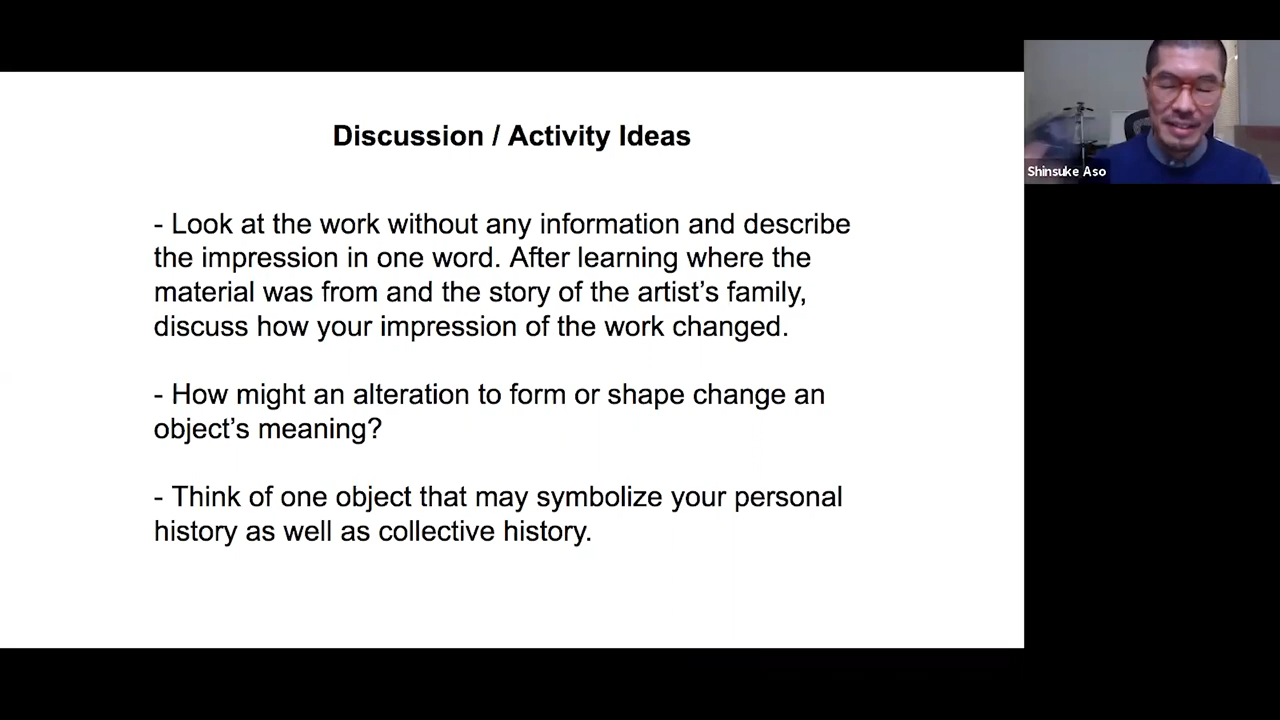 Discussion / Activity Ideas
- Look at the work without any information and describe
the impression in one word. After learning where the
material was from and the story of the artist’s family,
discuss how your impression of the work changed.
- How might an alteration to form or shape change an
object’s meaning?
- Think of one object that may symbolize your personal
history as well as collective history.
Shinsuke Aso